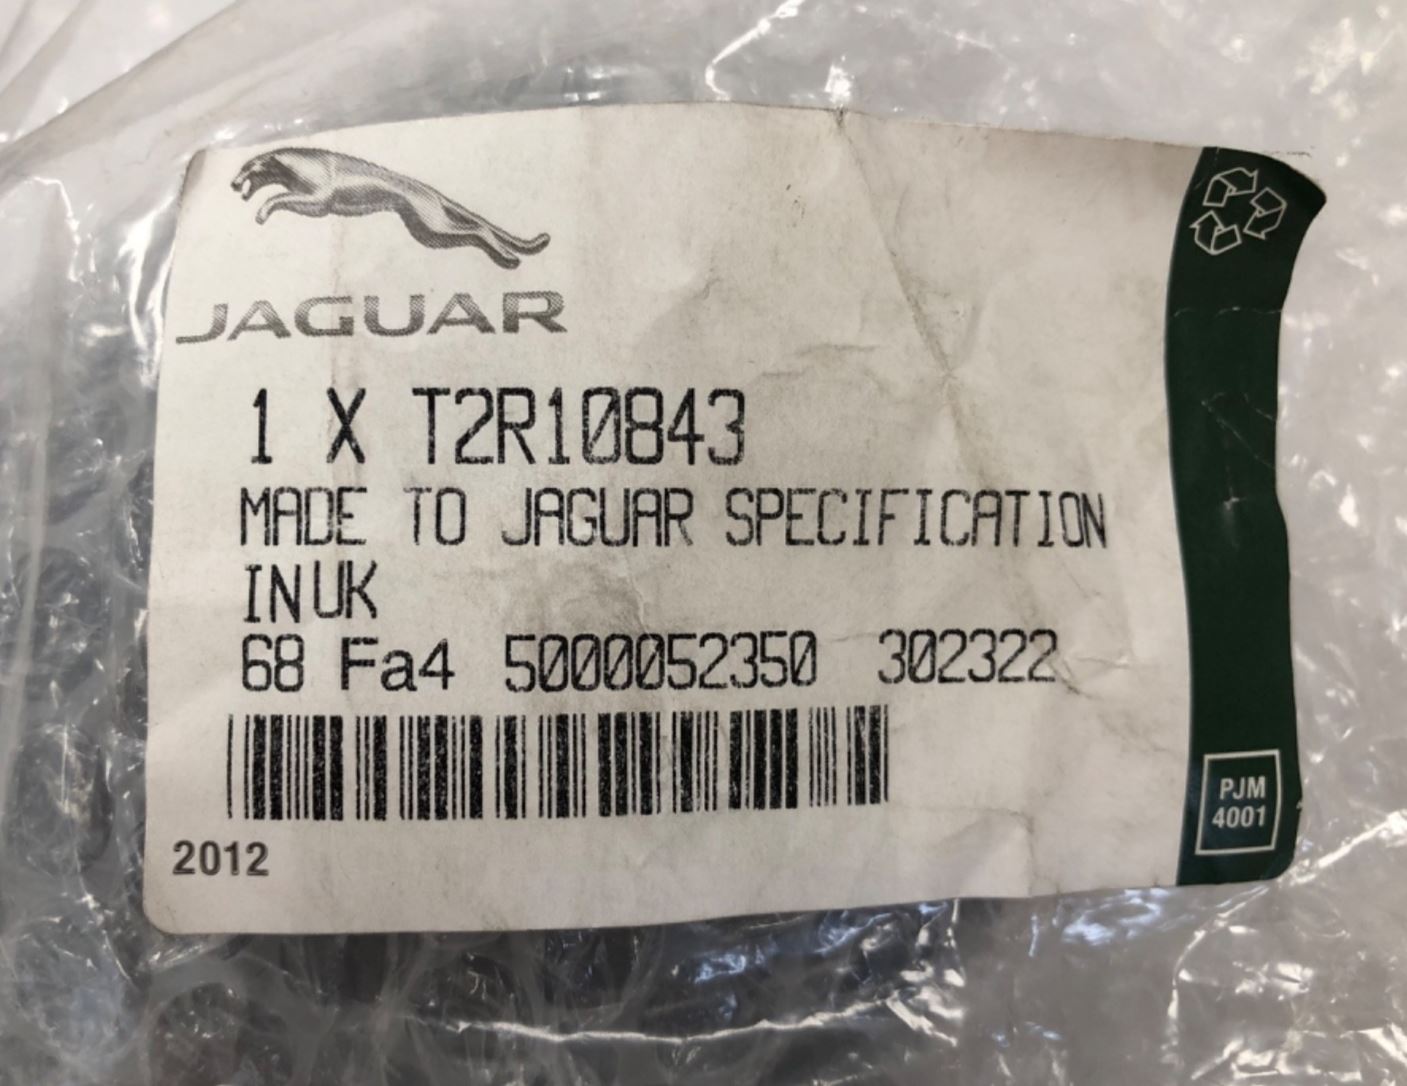 JAGUAR
1 X T2R10843
MADE TO JAGUAR SPECIFICATION
IN UK
68 Fa4 5000052350 302322
2012
PJM
4001